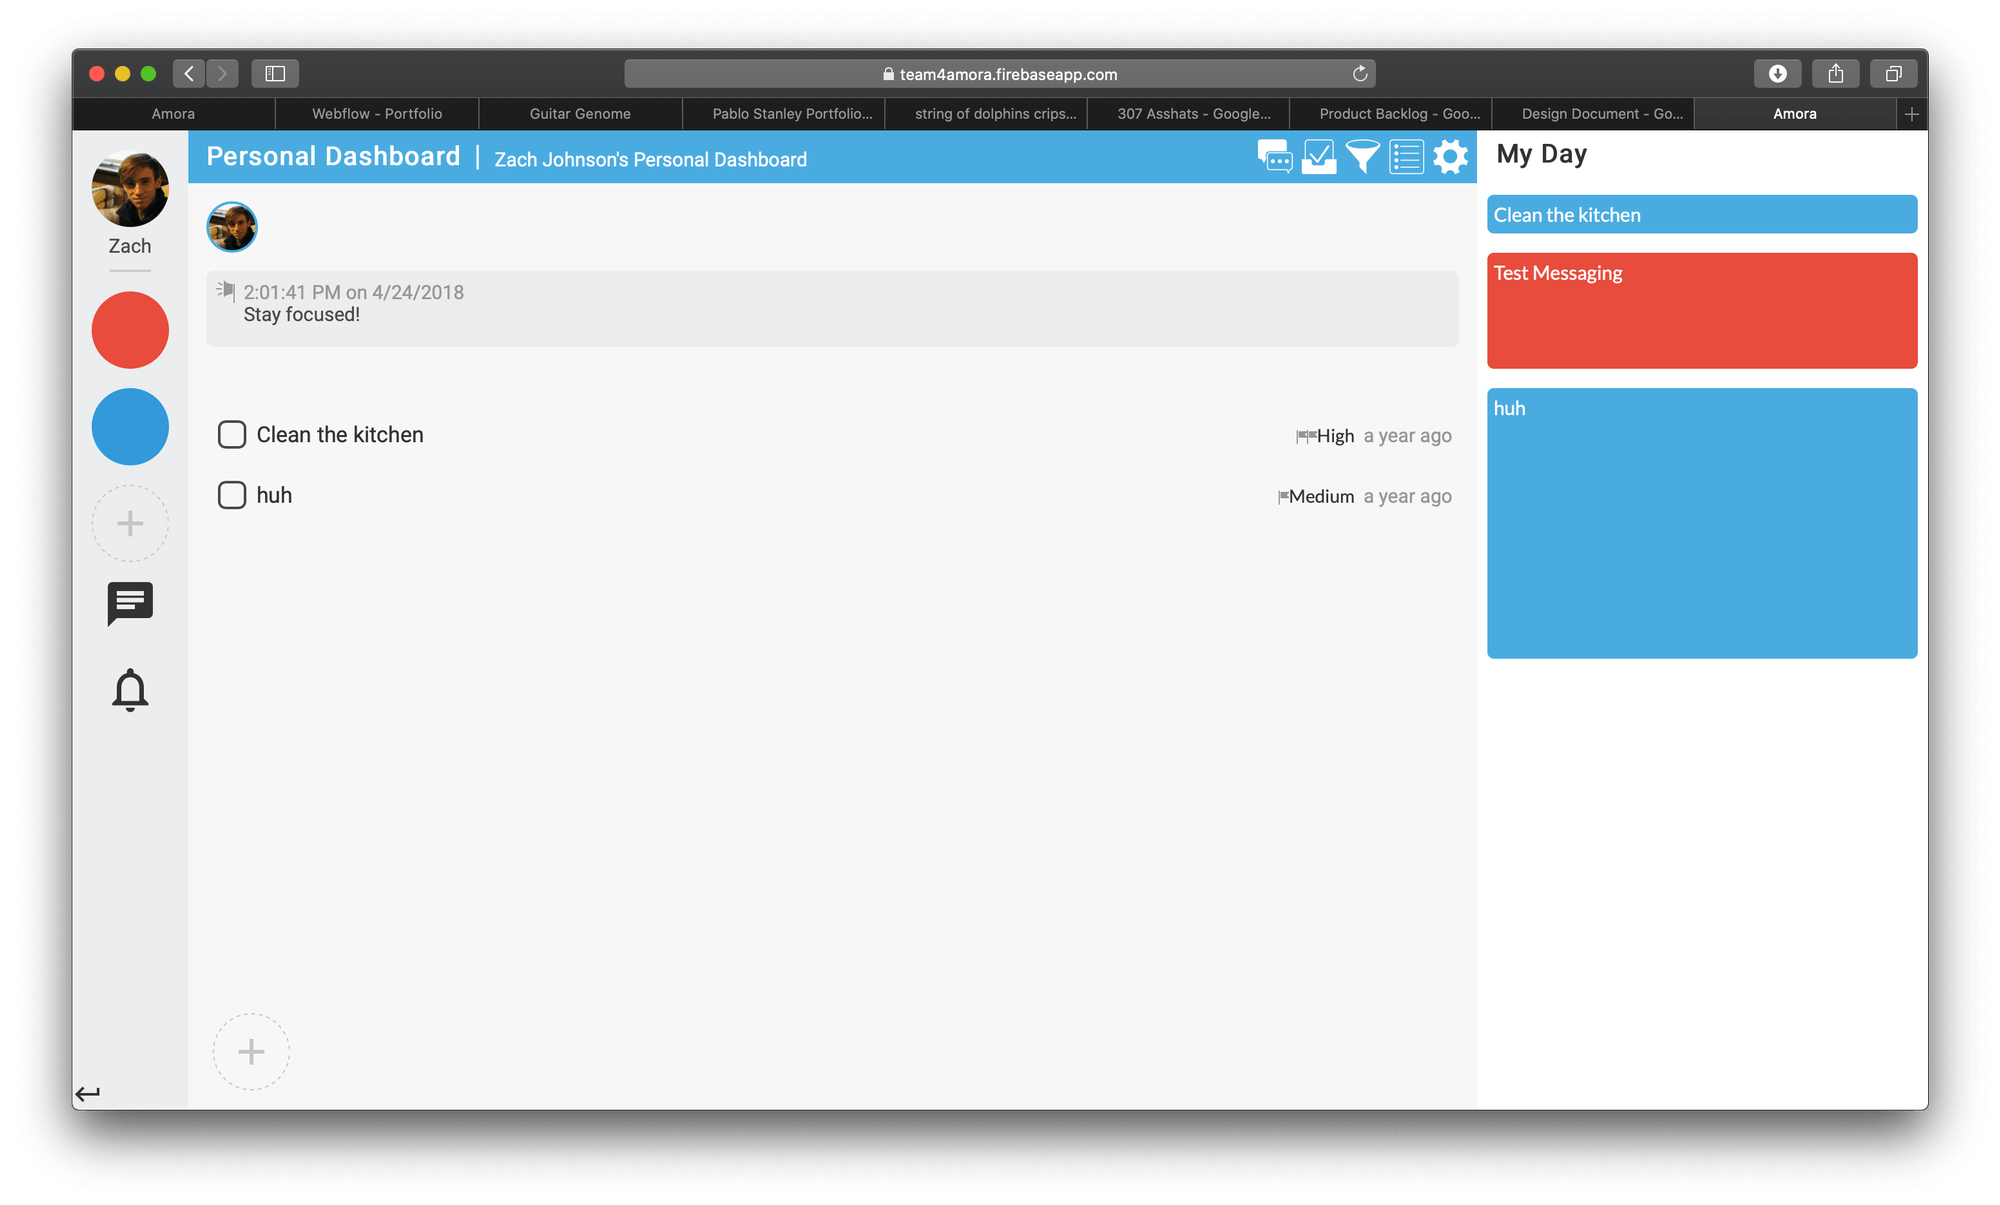 team4amora.firebaseapp.com
Amora
Webflow - Portfolio
Guitar Genome
Pablo Stanley Portfolio...
string of dolphins crips...
307 Asshats - Google...
Product Backlog - Goo...
Design Document - Go...
Amora
Personal Dashboard | Zach Johnson's Personal Dashboard
My Day
Zach
2:01:41 PM on 4/24/2018
Stay focused!
Clean the kitchen
High a year ago
huh
Medium a year ago
Clean the kitchen
Test Messaging
huh